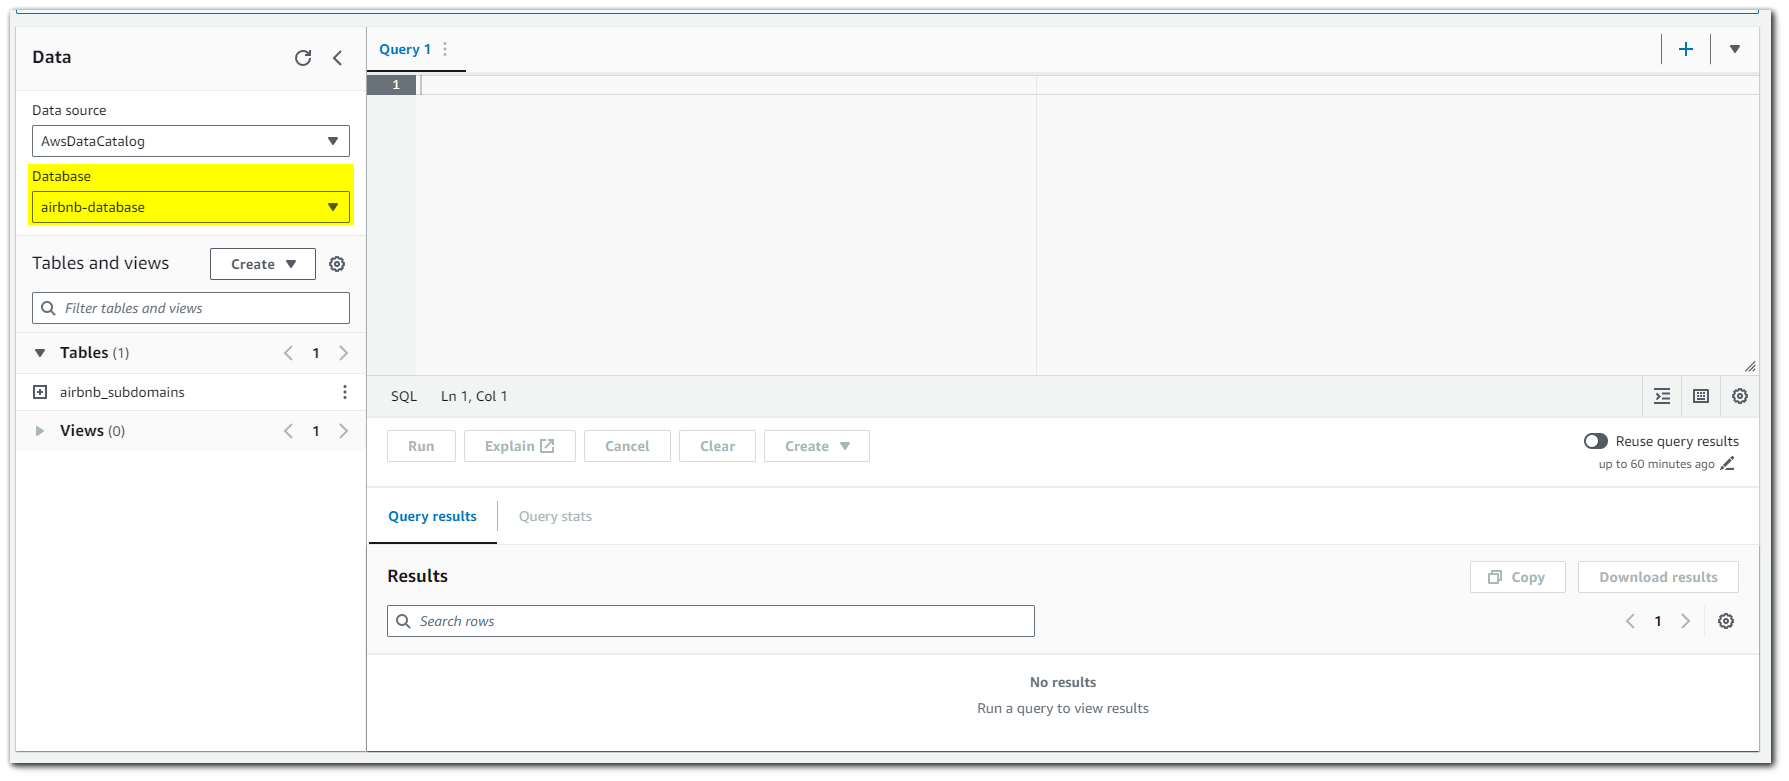 Data
Data source
AwsDataCatalog
Database
airbnb-database
Tables and views
Create
Filter tables and views
Tables (1)
1
airbnb_subdomains
Views (0)
1
Query 1
1
SQL Ln 1, Col 1
Run Explain Cancel Clear Create
Reuse query results
up to 60 minutes ago
Query results Query stats
Results
Copy Download results
Search rows
1
No results
Run a query to view results